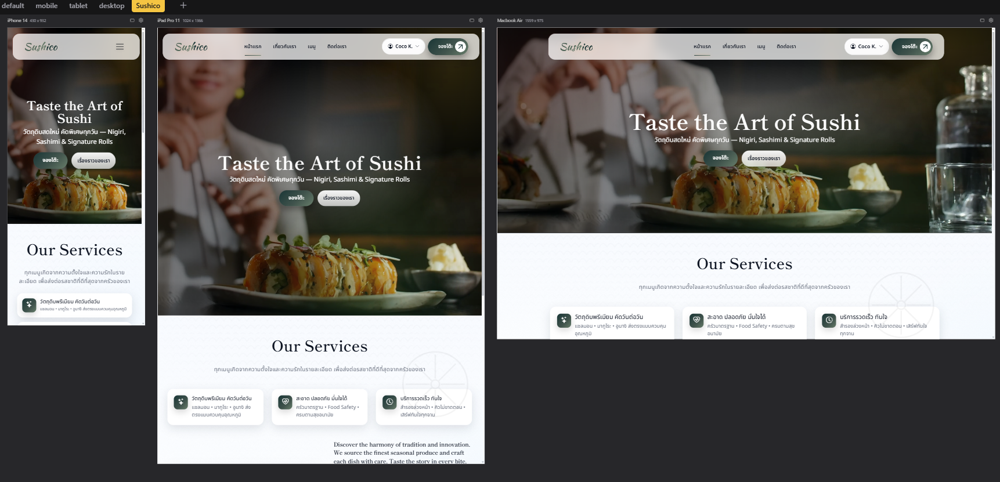 default mobile tablet desktop Sushico +
iPhone 14 430 x 932
Sushico
Taste the Art of
Sushi
วัตถุดิบสดใหม่ คัดพิเศษทุกวัน — Nigiri,
Sashimi & Signature Rolls
จองโต๊ะ เรื่องราวของเรา
Our Services
ทุกเมนูเกิดจากความตั้งใจและความรักในราย
ละเอียด เพื่อส่งต่อรสชาติที่ดีที่สุดจากครัวของเรา
วัตถุดิบพรีเมียม คัดวันต่อวัน
แซลมอน • มากุโระ • อูนางิ ส่งตรงแบบควบคุมอุณหภูมิ
iPad Pro 11 1024 x 1366
Sushico หน้าแรก เกี่ยวกับเรา เมนู ติดต่อเรา Coco K. จองโต๊ะ
Taste the Art of Sushi
วัตถุดิบสดใหม่ คัดพิเศษทุกวัน — Nigiri, Sashimi & Signature Rolls
จองโต๊ะ เรื่องราวของเรา
Our Services
ทุกเมนูเกิดจากความตั้งใจและความรักในรายละเอียด เพื่อส่งต่อรสชาติที่ดีที่สุดจากครัวของเรา
วัตถุดิบพรีเมียม คัดวันต่อวัน
แซลมอน • มากุโระ • อูนางิ ส่ง
ตรงแบบควบคุมอุณหภูมิ
สะอาด ปลอดภัย มั่นใจได้
ครัวมาตรฐาน • Food Safety •
ครบตามสุขอนามัย
บริการรวดเร็ว ทันใจ
สำรองล่วงหน้า • คิวไม่ขาดตอน •
เสิร์ฟทันใจทุกจาน
Discover the harmony of tradition and innovation.
We source the finest seasonal produce and craft
each dish with care. Taste the story in every bite.
Macbook Air 1559 x 975
Sushico หน้าแรก เกี่ยวกับเรา เมนู ติดต่อเรา Coco K. จองโต๊ะ
Taste the Art of Sushi
วัตถุดิบสดใหม่ คัดพิเศษทุกวัน — Nigiri, Sashimi & Signature Rolls
จองโต๊ะ เรื่องราวของเรา
Our Services
ทุกเมนูเกิดจากความตั้งใจและความรักในรายละเอียด เพื่อส่งต่อรสชาติที่ดีที่สุดจากครัวของเรา
วัตถุดิบพรีเมียม คัดวันต่อวัน
แซลมอน • มากุโระ • อูนางิ ส่งตรงแบบควบคุม
อุณหภูมิ
สะอาด ปลอดภัย มั่นใจได้
ครัวมาตรฐาน • Food Safety • ครบตามสุข
อนามัย
บริการรวดเร็ว ทันใจ
สำรองล่วงหน้า • คิวไม่ขาดตอน • เสิร์ฟทันใจ
ทุกจาน